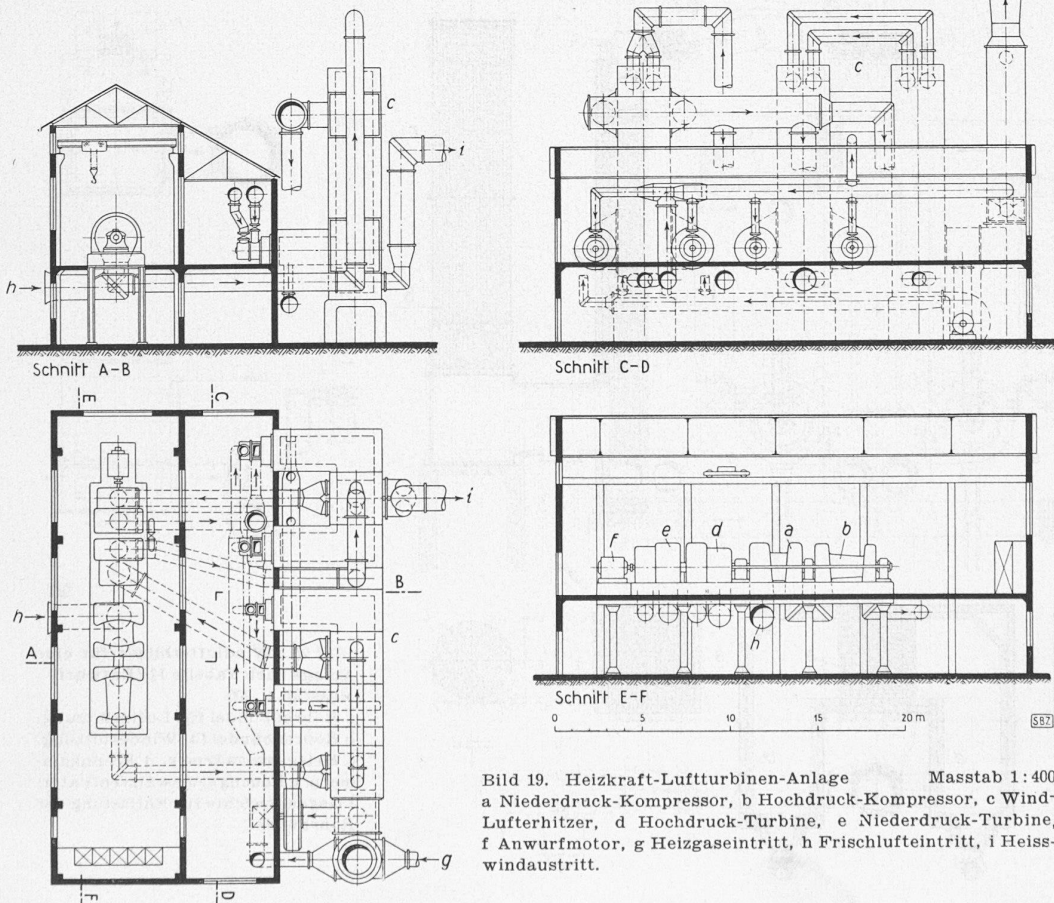 c
i
h
Schnitt A-B
c
Schnitt C-D
E
C
i
B
h
c
A
g
F
D
f
e
d
a
b
h
Schnitt E-F
0 5 10 15 20 m
SBZ
Bild 19. Heizkraft-Luftturbinen-Anlage Masstab 1:400
a Niederdruck-Kompressor, b Hochdruck-Kompressor, c Wind-
Lufterhitzer, d Hochdruck-Turbine, e Niederdruck-Turbine,
f Anwurfmotor, g Heizgaseintritt, h Frischlufteintritt, i Heiss-
windaustritt.